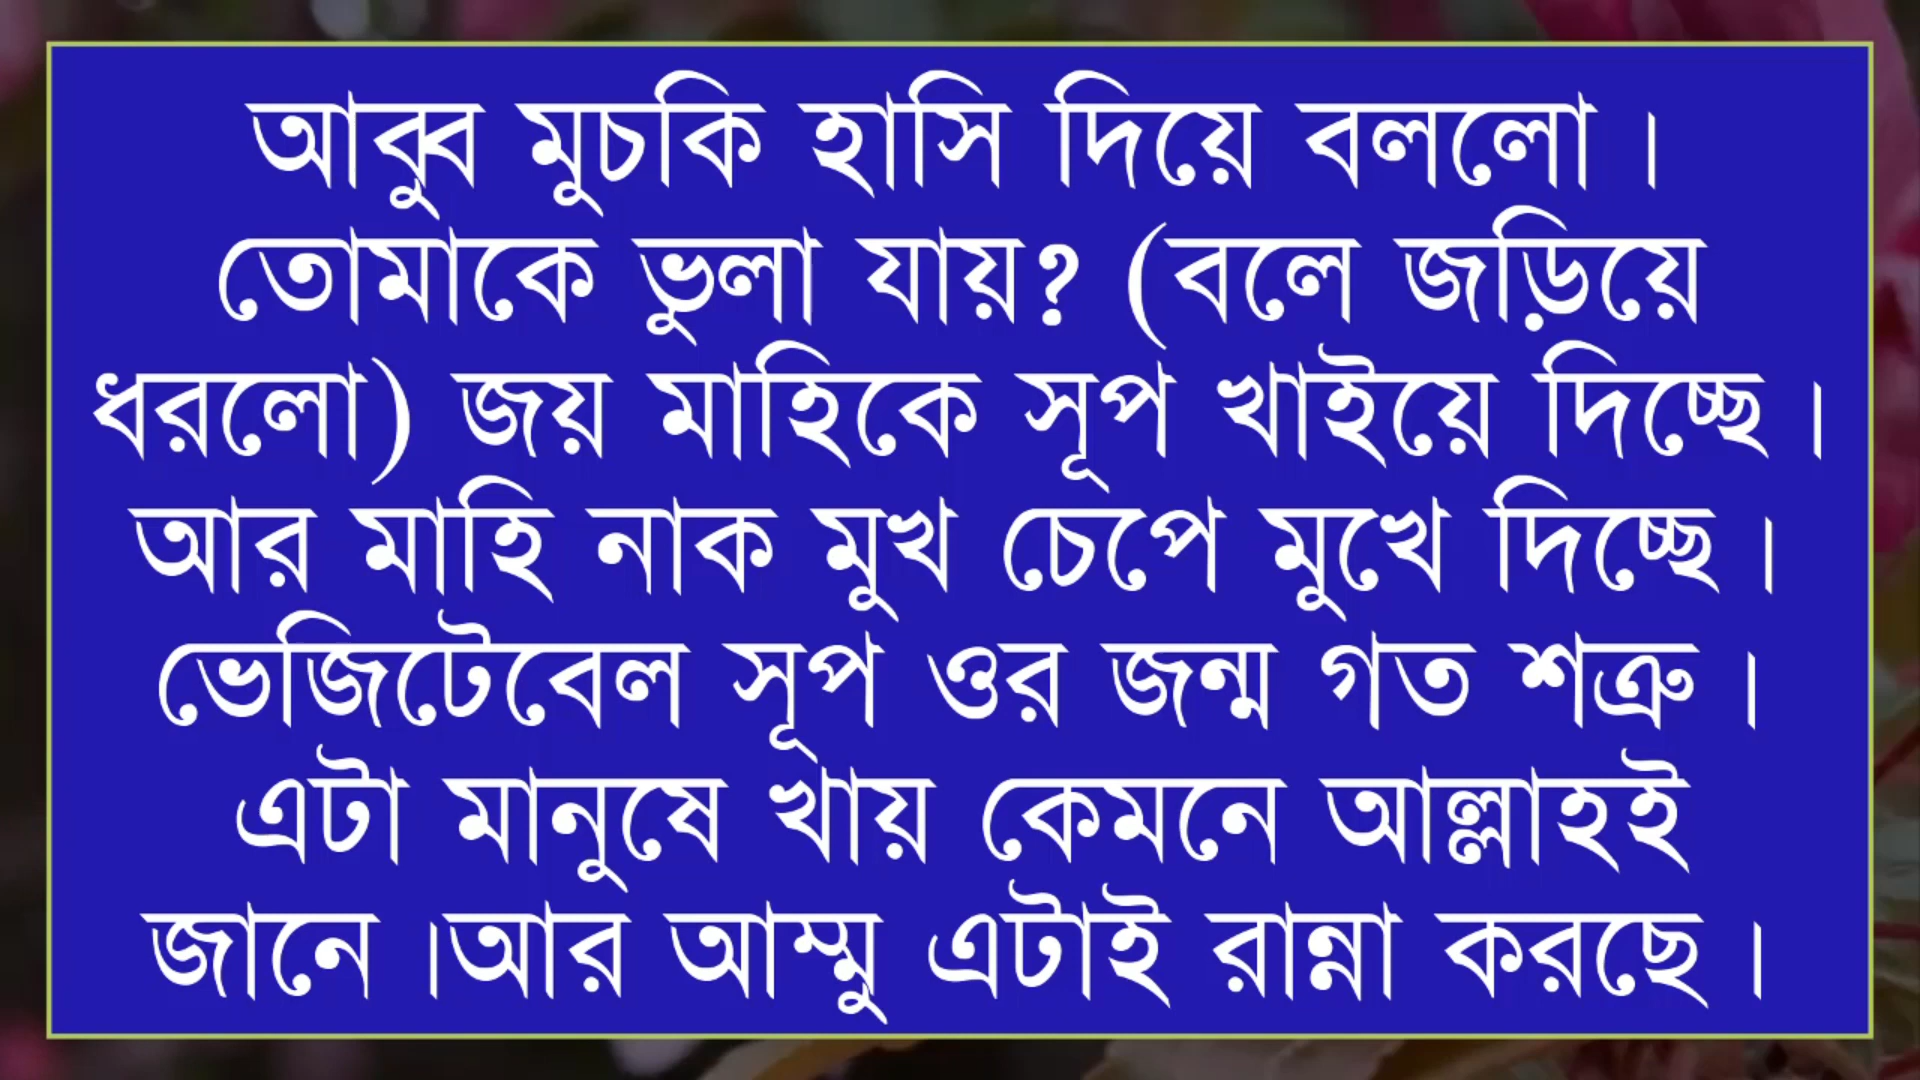 আব্বু মুচকি হাসি দিয়ে বললো ।
তোমাকে ভুলা যায়? (বলে জড়িয়ে
ধরলো) জয় মাহিকে সূপ খাইয়ে দিচ্ছে ।
আর মাহি নাক মুখ চেপে মুখে দিচ্ছে ।
ভেজিটেবেল সূপ ওর জন্ম গত শত্রু ।
এটা মানুষে খায় কেমনে আল্লাহই
জানে ।আর আম্মু এটাই রান্না করছে ।